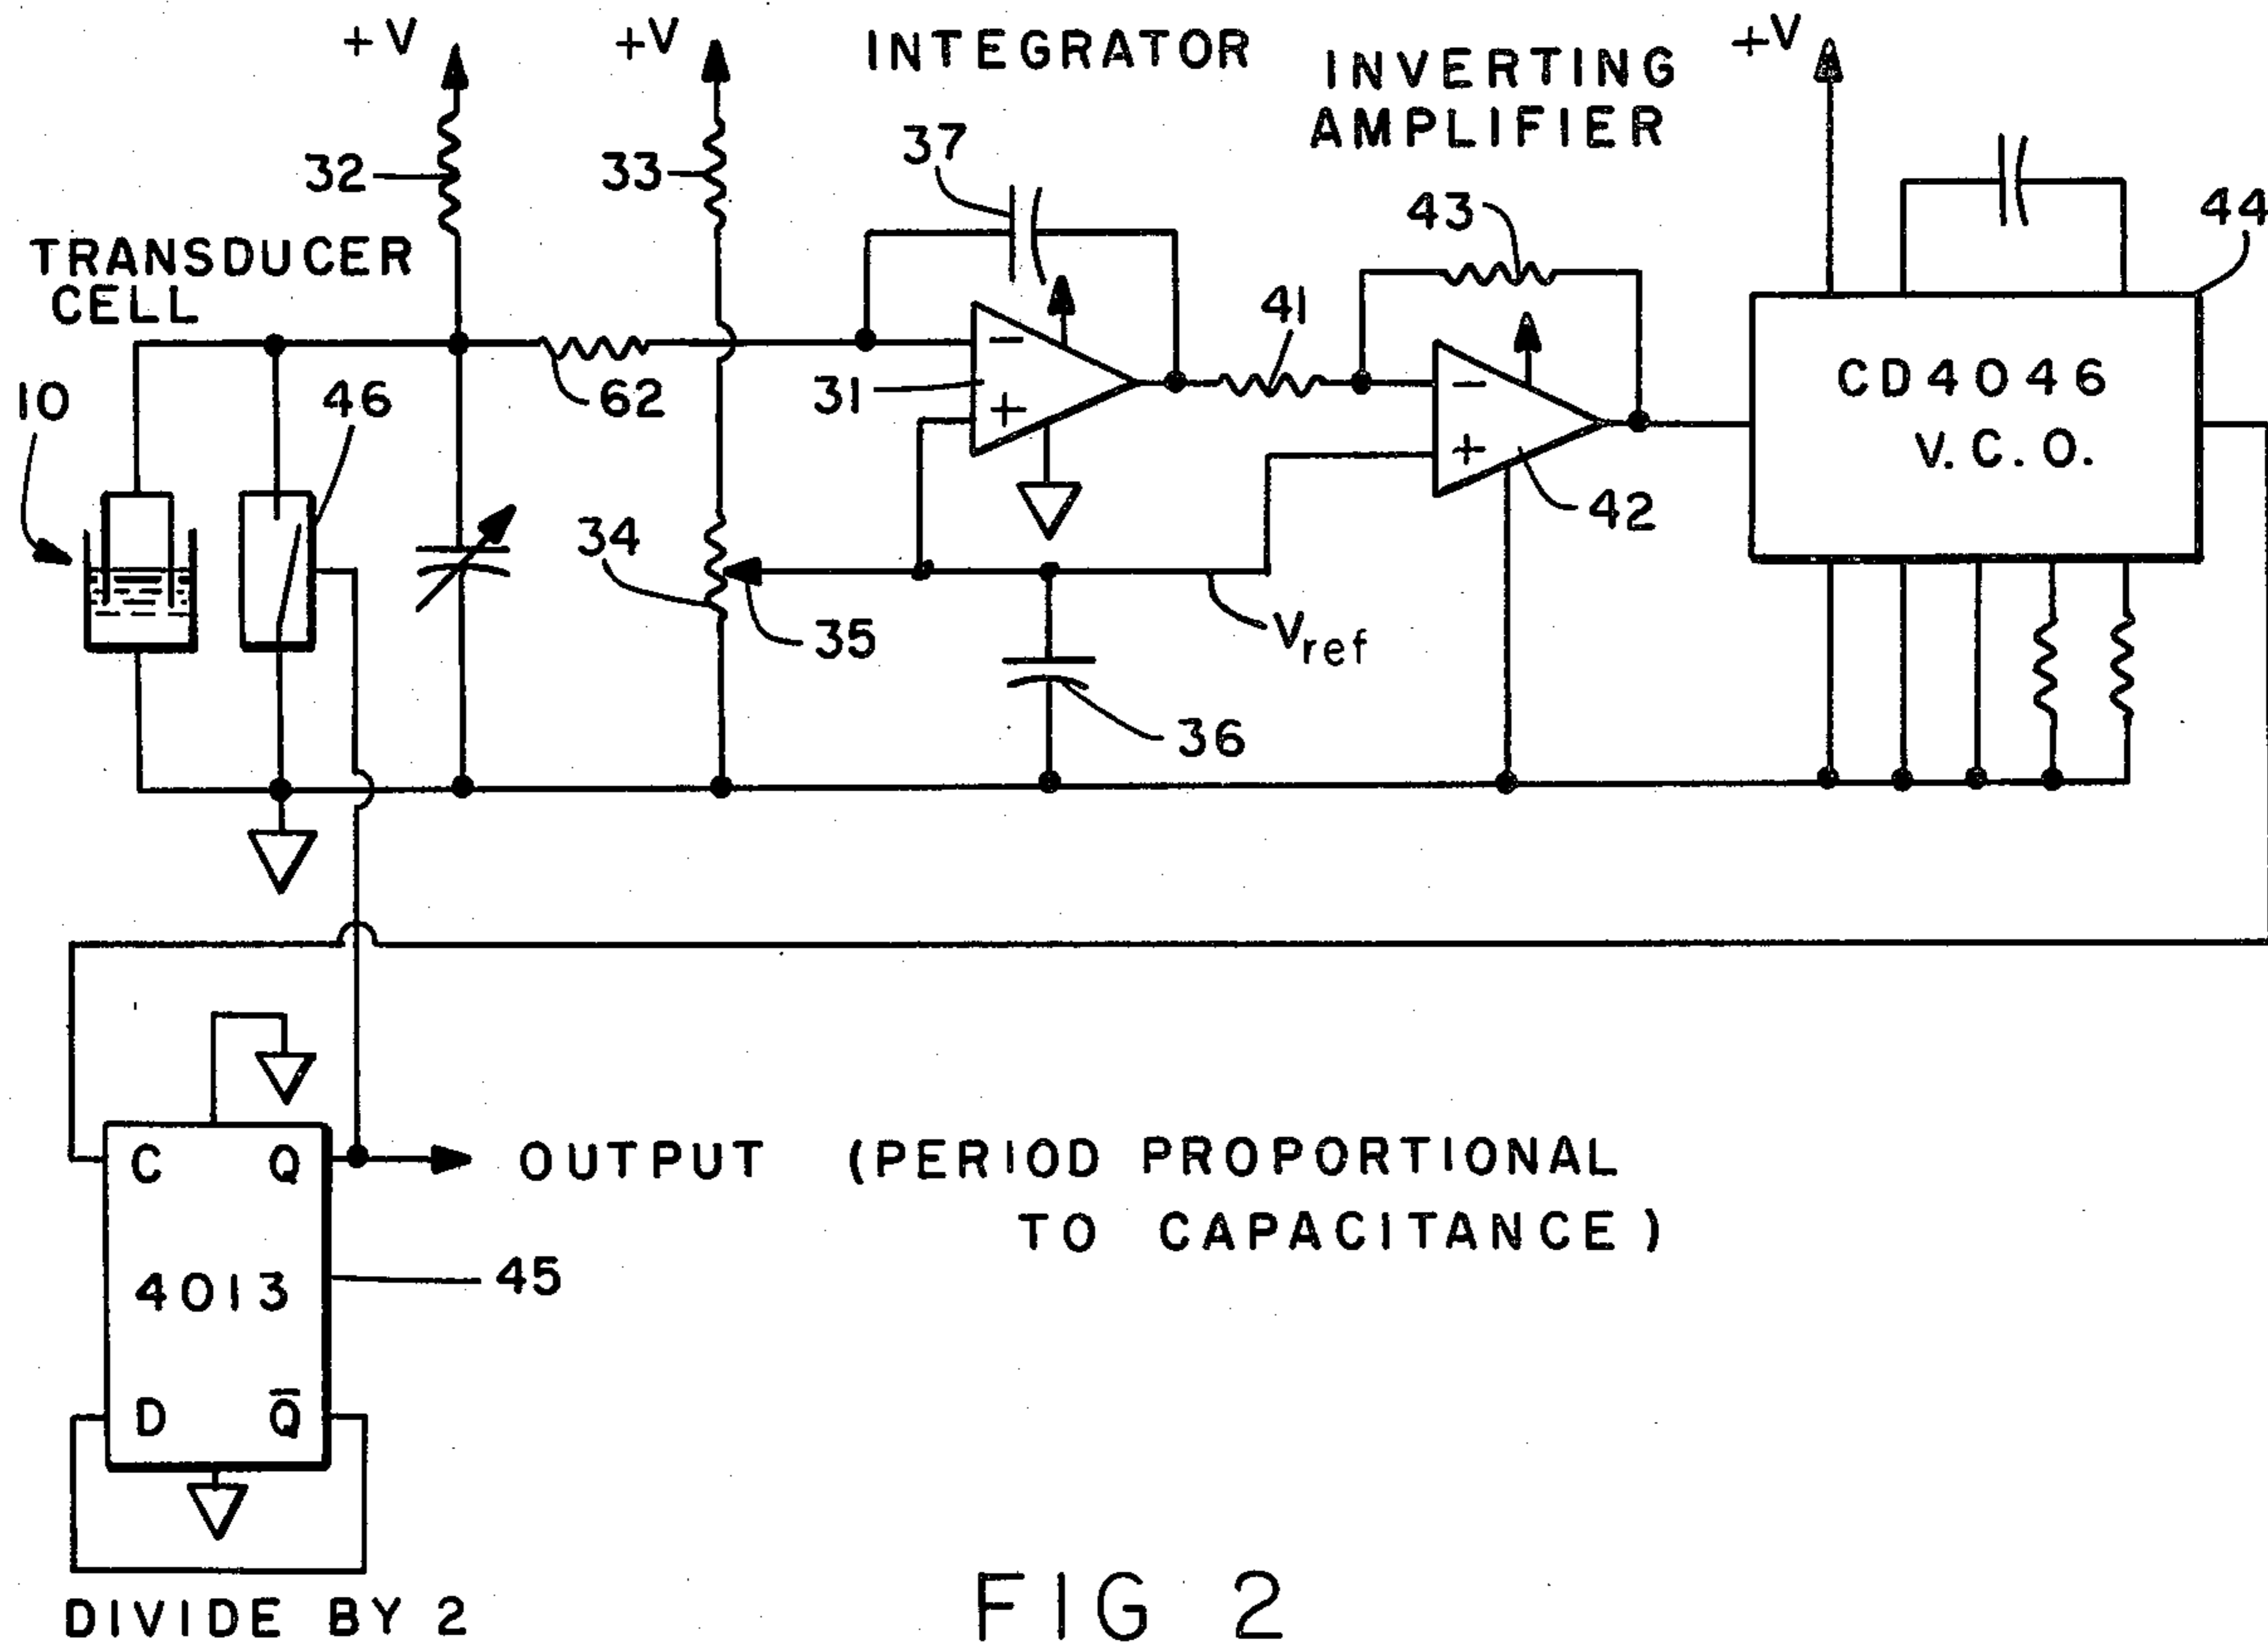 +V
+V
INTEGRATOR
INVERTING
AMPLIFIER
+V
32
33
37
43
44
TRANSDUCER
CELL
41
10
46
62
31
-
+
-
+
CD4046
V.C.O.
42
34
35
Vref
36
C
Q
OUTPUT (PERIOD PROPORTIONAL
TO CAPACITANCE)
4013
45
D
Q̅
DIVIDE BY 2
FIG 2